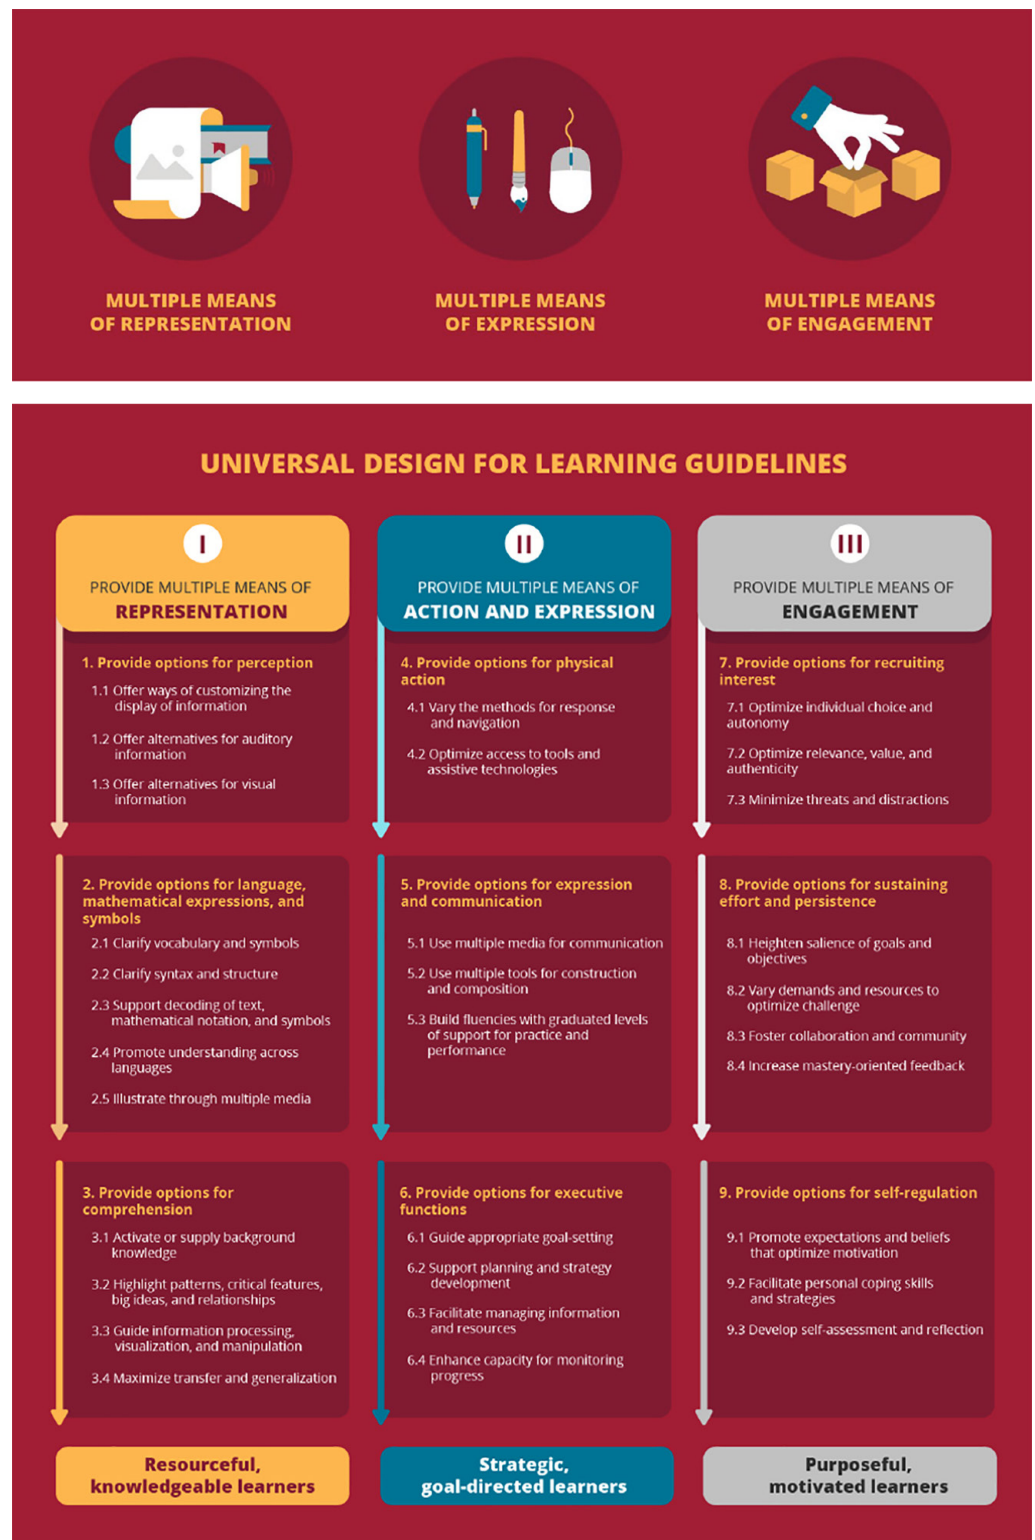 MULTIPLE MEANS
OF REPRESENTATION
MULTIPLE MEANS
OF EXPRESSION
MULTIPLE MEANS
OF ENGAGEMENT
UNIVERSAL DESIGN FOR LEARNING GUIDELINES
I
PROVIDE MULTIPLE MEANS OF
REPRESENTATION
1. Provide options for perception
1.1 Offer ways of customizing the
display of information
1.2 Offer alternatives for auditory
information
1.3 Offer alternatives for visual
information
2. Provide options for language,
mathematical expressions, and
symbols
2.1 Clarify vocabulary and symbols
2.2 Clarify syntax and structure
2.3 Support decoding of text,
mathematical notation, and symbols
2.4 Promote understanding across
languages
2.5 Illustrate through multiple media
3. Provide options for
comprehension
3.1 Activate or supply background
knowledge
3.2 Highlight patterns, critical features,
big ideas, and relationships
3.3 Guide information processing,
visualization, and manipulation
3.4 Maximize transfer and generalization
Resourceful,
knowledgeable learners
II
PROVIDE MULTIPLE MEANS OF
ACTION AND EXPRESSION
4. Provide options for physical
action
4.1 Vary the methods for response
and navigation
4.2 Optimize access to tools and
assistive technologies
5. Provide options for expression
and communication
5.1 Use multiple media for communication
5.2 Use multiple tools for construction
and composition
5.3 Build fluencies with graduated levels
of support for practice and
performance
6. Provide options for executive
functions
6.1 Guide appropriate goal-setting
6.2 Support planning and strategy
development
6.3 Facilitate managing information
and resources
6.4 Enhance capacity for monitoring
progress
Strategic,
goal-directed learners
III
PROVIDE MULTIPLE MEANS OF
ENGAGEMENT
7. Provide options for recruiting
interest
7.1 Optimize individual choice and
autonomy
7.2 Optimize relevance, value, and
authenticity
7.3 Minimize threats and distractions
8. Provide options for sustaining
effort and persistence
8.1 Heighten salience of goals and
objectives
8.2 Vary demands and resources to
optimize challenge
8.3 Foster collaboration and community
8.4 Increase mastery-oriented feedback
9. Provide options for self-regulation
9.1 Promote expectations and beliefs
that optimize motivation
9.2 Facilitate personal coping skills
and strategies
9.3 Develop self-assessment and reflection
Purposeful,
motivated learners